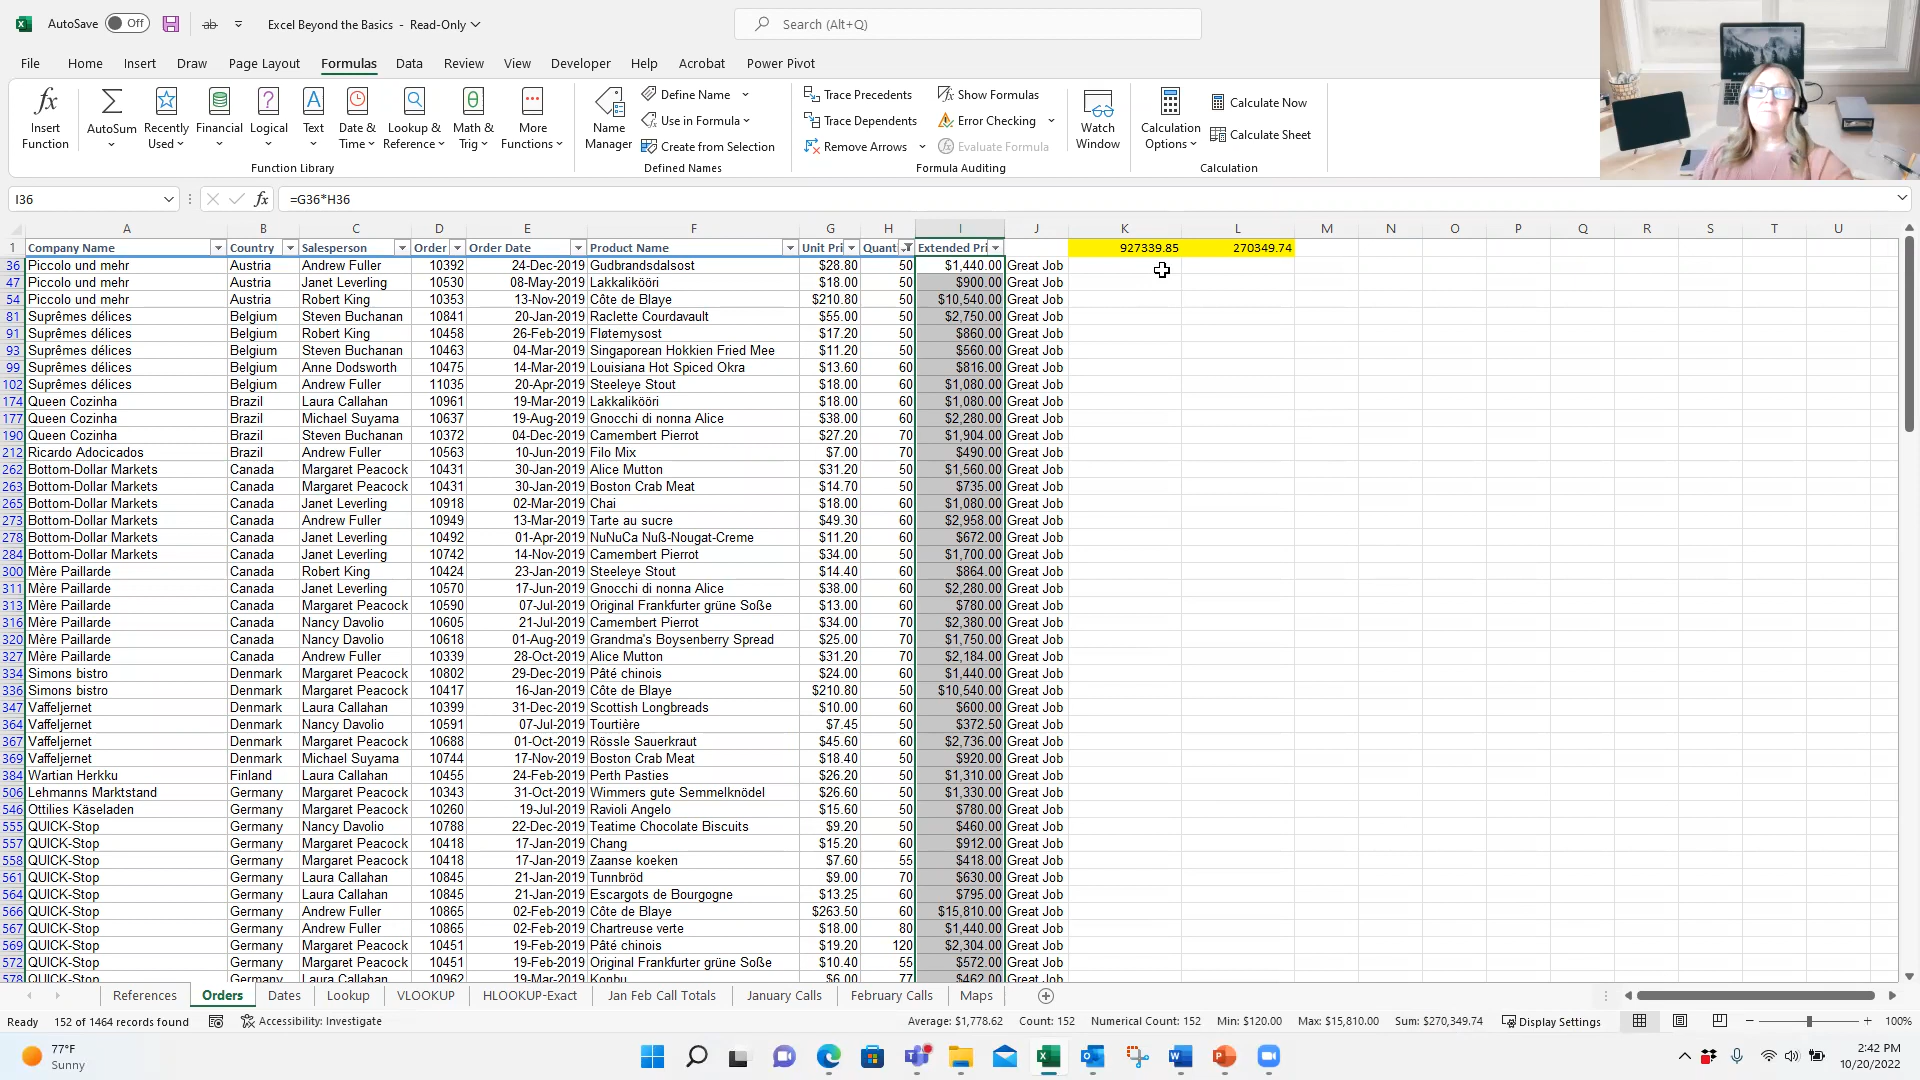 AutoSave Off ab Excel Beyond the Basics - Read-Only Search (Alt+Q)
File Home Insert Draw Page Layout Formulas Data Review View Developer Help Acrobat Power Pivot
Insert Function
AutoSum
Recently Used
Financial
Logical
Text
Date & Time
Lookup & Reference
Math & Trig
More Functions
Function Library
Name Manager
Define Name
Use in Formula
Create from Selection
Defined Names
Trace Precedents
Trace Dependents
Remove Arrows
Show Formulas
Error Checking
Evaluate Formula
Formula Auditing
Watch Window
Calculation Options
Calculate Now
Calculate Sheet
Calculation
I36 fx =G36*H36
A B C D E F G H I J K L M N O P Q R S T U
1 Company Name Country Salesperson Order Order Date Product Name Unit Pri Quant Extended Pri 927339.85 270349.74
36 Piccolo und mehr Austria Andrew Fuller 10392 24-Dec-2019 Gudbrandsdalsost $28.80 50 $1,440.00 Great Job
47 Piccolo und mehr Austria Janet Leverling 10530 08-May-2019 Lakkalikööri $18.00 50 $900.00 Great Job
54 Piccolo und mehr Austria Robert King 10353 13-Nov-2019 Côte de Blaye $210.80 50 $10,540.00 Great Job
81 Suprêmes délices Belgium Steven Buchanan 10841 20-Jan-2019 Raclette Courdavault $55.00 50 $2,750.00 Great Job
91 Suprêmes délices Belgium Robert King 10458 26-Feb-2019 Fløtemysost $17.20 50 $860.00 Great Job
93 Suprêmes délices Belgium Steven Buchanan 10463 04-Mar-2019 Singaporean Hokkien Fried Mee $11.20 50 $560.00 Great Job
99 Suprêmes délices Belgium Anne Dodsworth 10475 14-Mar-2019 Louisiana Hot Spiced Okra $13.60 60 $816.00 Great Job
102 Suprêmes délices Belgium Andrew Fuller 11035 20-Apr-2019 Steeleye Stout $18.00 60 $1,080.00 Great Job
174 Queen Cozinha Brazil Laura Callahan 10961 19-Mar-2019 Lakkalikööri $18.00 60 $1,080.00 Great Job
177 Queen Cozinha Brazil Michael Suyama 10637 19-Aug-2019 Gnocchi di nonna Alice $38.00 60 $2,280.00 Great Job
190 Queen Cozinha Brazil Steven Buchanan 10372 04-Dec-2019 Camembert Pierrot $27.20 70 $1,904.00 Great Job
212 Ricardo Adocicados Brazil Andrew Fuller 10563 10-Jun-2019 Filo Mix $7.00 70 $490.00 Great Job
262 Bottom-Dollar Markets Canada Margaret Peacock 10431 30-Jan-2019 Alice Mutton $31.20 50 $1,560.00 Great Job
263 Bottom-Dollar Markets Canada Margaret Peacock 10431 30-Jan-2019 Boston Crab Meat $14.70 50 $735.00 Great Job
265 Bottom-Dollar Markets Canada Janet Leverling 10918 02-Mar-2019 Chai $18.00 60 $1,080.00 Great Job
273 Bottom-Dollar Markets Canada Andrew Fuller 10949 13-Mar-2019 Tarte au sucre $49.30 60 $2,958.00 Great Job
278 Bottom-Dollar Markets Canada Janet Leverling 10492 01-Apr-2019 NuNuCa Nuß-Nougat-Creme $11.20 60 $672.00 Great Job
284 Bottom-Dollar Markets Canada Janet Leverling 10742 14-Nov-2019 Camembert Pierrot $34.00 50 $1,700.00 Great Job
300 Mère Paillarde Canada Robert King 10424 23-Jan-2019 Steeleye Stout $14.40 60 $864.00 Great Job
311 Mère Paillarde Canada Janet Leverling 10570 17-Jun-2019 Gnocchi di nonna Alice $38.00 60 $2,280.00 Great Job
313 Mère Paillarde Canada Margaret Peacock 10590 07-Jul-2019 Original Frankfurter grüne Soße $13.00 60 $780.00 Great Job
316 Mère Paillarde Canada Nancy Davolio 10605 21-Jul-2019 Camembert Pierrot $34.00 70 $2,380.00 Great Job
320 Mère Paillarde Canada Nancy Davolio 10618 01-Aug-2019 Grandma's Boysenberry Spread $25.00 70 $1,750.00 Great Job
327 Mère Paillarde Canada Andrew Fuller 10339 28-Oct-2019 Alice Mutton $31.20 70 $2,184.00 Great Job
334 Simons bistro Denmark Margaret Peacock 10802 29-Dec-2019 Pâté chinois $24.00 60 $1,440.00 Great Job
336 Simons bistro Denmark Margaret Peacock 10417 16-Jan-2019 Côte de Blaye $210.80 50 $10,540.00 Great Job
347 Vaffeljernet Denmark Laura Callahan 10399 31-Dec-2019 Scottish Longbreads $10.00 60 $600.00 Great Job
364 Vaffeljernet Denmark Nancy Davolio 10591 07-Jul-2019 Tourtière $7.45 50 $372.50 Great Job
367 Vaffeljernet Denmark Margaret Peacock 10688 01-Oct-2019 Rössle Sauerkraut $45.60 60 $2,736.00 Great Job
369 Vaffeljernet Denmark Michael Suyama 10744 17-Nov-2019 Boston Crab Meat $18.40 50 $920.00 Great Job
384 Wartian Herkku Finland Laura Callahan 10455 24-Feb-2019 Perth Pasties $26.20 50 $1,310.00 Great Job
506 Lehmanns Marktstand Germany Margaret Peacock 10343 31-Oct-2019 Wimmers gute Semmelknödel $26.60 50 $1,330.00 Great Job
546 Ottilies Käseladen Germany Margaret Peacock 10260 19-Jul-2019 Ravioli Angelo $15.60 50 $780.00 Great Job
555 QUICK-Stop Germany Nancy Davolio 10788 22-Dec-2019 Teatime Chocolate Biscuits $9.20 50 $460.00 Great Job
557 QUICK-Stop Germany Margaret Peacock 10418 17-Jan-2019 Chang $15.20 60 $912.00 Great Job
558 QUICK-Stop Germany Margaret Peacock 10418 17-Jan-2019 Zaanse koeken $7.60 55 $418.00 Great Job
561 QUICK-Stop Germany Laura Callahan 10845 21-Jan-2019 Tunnbröd $9.00 70 $630.00 Great Job
564 QUICK-Stop Germany Laura Callahan 10845 21-Jan-2019 Escargots de Bourgogne $13.25 60 $795.00 Great Job
566 QUICK-Stop Germany Andrew Fuller 10865 02-Feb-2019 Côte de Blaye $263.50 60 $15,810.00 Great Job
567 QUICK-Stop Germany Andrew Fuller 10865 02-Feb-2019 Chartreuse verte $18.00 80 $1,440.00 Great Job
569 QUICK-Stop Germany Margaret Peacock 10451 19-Feb-2019 Pâté chinois $19.20 120 $2,304.00 Great Job
572 QUICK-Stop Germany Margaret Peacock 10451 19-Feb-2019 Original Frankfurter grüne Soße $10.40 55 $572.00 Great Job
578 QUICK-Stop Germany Laura Callahan 10962 19-Mar-2019 Konbu $6.00 77 $462.00 Great Job
References Orders Dates Lookup VLOOKUP HLOOKUP-Exact Jan Feb Call Totals January Calls February Calls Maps
Ready 152 of 1464 records found Accessibility: Investigate Average: $1,778.62 Count: 152 Numerical Count: 152 Min: $120.00 Max: $15,810.00 Sum: $270,349.74 Display Settings 100%
77°F
Sunny
2:42 PM
10/20/2022